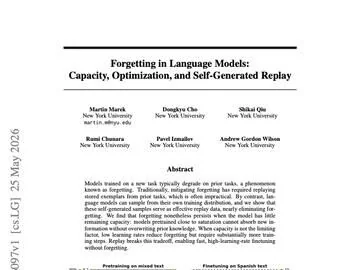 Forgetting in Language Models:
Capacity, Optimization, and Self-Generated Replay
Martin Marek
New York University
martin.m@nyu.edu
Dongkyu Cho
New York University
Shikai Qiu
New York University
Rumi Chunara
New York University
Pavel Izmailov
New York University
Andrew Gordon Wilson
New York University
Abstract
Models trained on a new task typically degrade on prior tasks, a phenomenon
known as forgetting. Traditionally, mitigating forgetting has required replaying
stored exemplars from prior tasks, which is often impractical. By contrast, lan-
guage models can sample from their own training distribution, and we show that
these self-generated samples serve as effective replay data, nearly eliminating for-
getting. We find that forgetting nonetheless persists when the model has little
remaining capacity: models pretrained close to saturation cannot absorb new in-
formation without overwriting prior knowledge. When capacity is not the limiting
factor, low learning rates reduce forgetting but require substantially more train-
ing steps. Replay breaks this tradeoff, enabling fast, high-learning-rate finetuning
without forgetting.
Pretraining on mixed text
Finetuning on Spanish text
097v1 [cs.LG] 25 May 2026